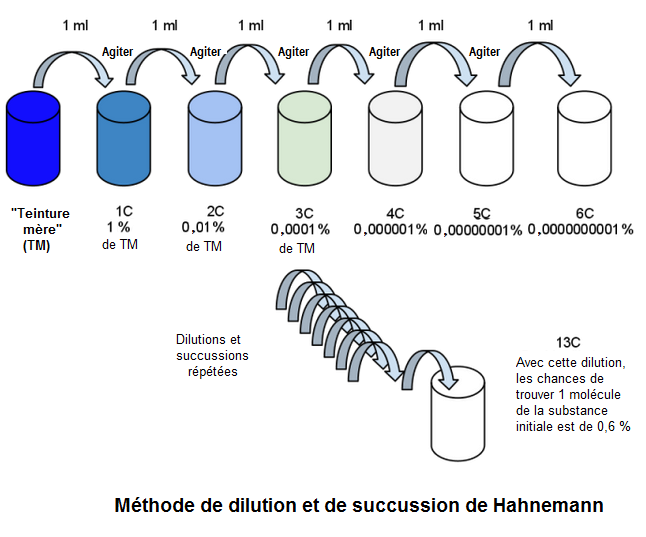 1 ml 1 ml 1 ml 1 ml 1 ml 1 ml
Agiter Agiter Agiter Agiter Agiter
"Teinture
mère"
(TM)
1C
1 %
de TM
2C
0,01%
de TM
3C
0,0001%
de TM
4C
0,000001%
5C
0,00000001%
6C
0,0000000001%
Dilutions et
succussions
répétées
13C
Avec cette dilution,
les chances de
trouver 1 molécule
de la substance
initiale est de 0,6 %
Méthode de dilution et de succussion de Hahnemann